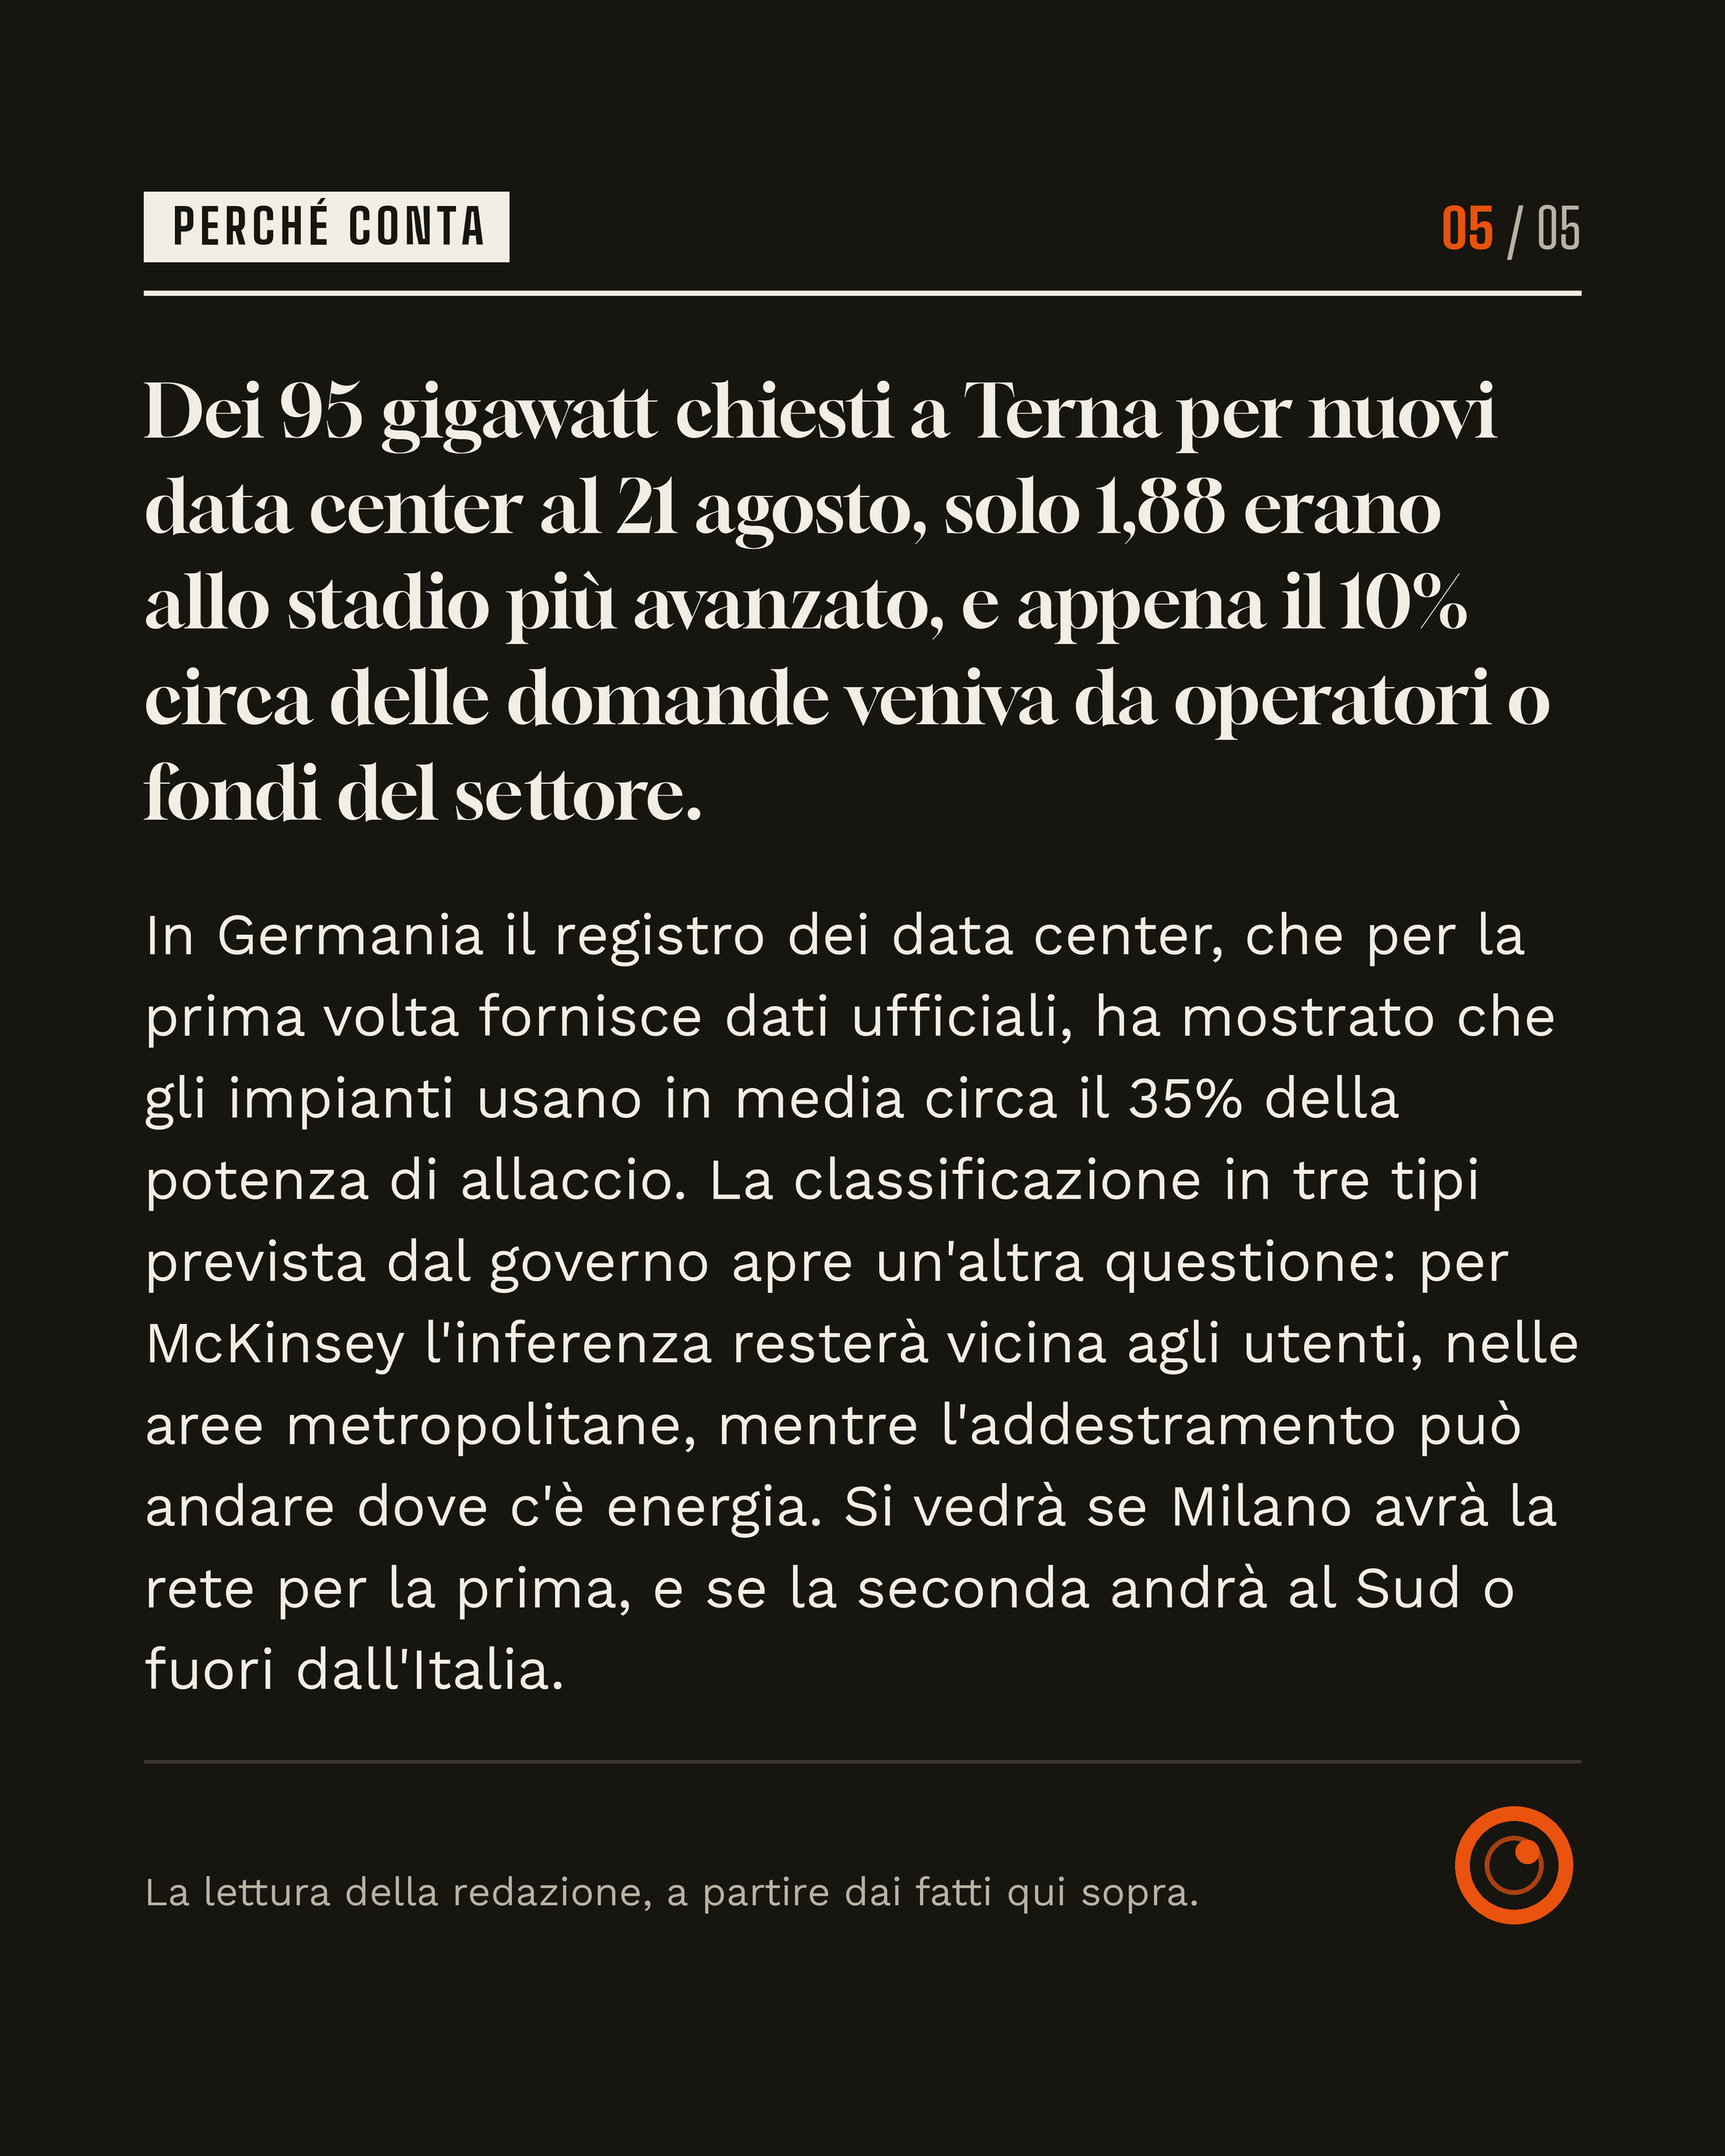 PERCHÉ CONTA
05 / 05
Dei 95 gigawatt chiesti a Terna per nuovi
data center al 21 agosto, solo 1,88 erano
allo stadio più avanzato, e appena il 10%
circa delle domande veniva da operatori o
fondi del settore.
In Germania il registro dei data center, che per la
prima volta fornisce dati ufficiali, ha mostrato che
gli impianti usano in media circa il 35% della
potenza di allaccio. La classificazione in tre tipi
prevista dal governo apre un'altra questione: per
McKinsey l'inferenza resterà vicina agli utenti, nelle
aree metropolitane, mentre l'addestramento può
andare dove c'è energia. Si vedrà se Milano avrà la
rete per la prima, e se la seconda andrà al Sud o
fuori dall'Italia.
La lettura della redazione, a partire dai fatti qui sopra.